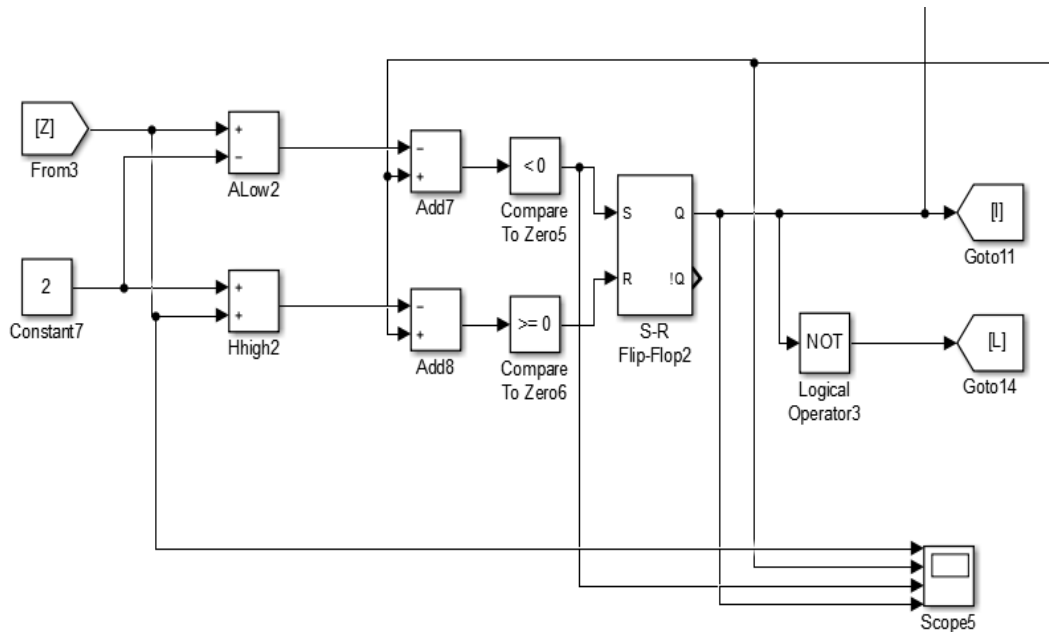 [Z]
From3
+
−
ALow2
−
+
Add7
< 0
Compare
To Zero5
S
Q
R
!Q
S-R
Flip-Flop2
[I]
Goto11
2
Constant7
+
+
Hhigh2
−
+
Add8
>= 0
Compare
To Zero6
NOT
Logical
Operator3
[L]
Goto14
Scope5